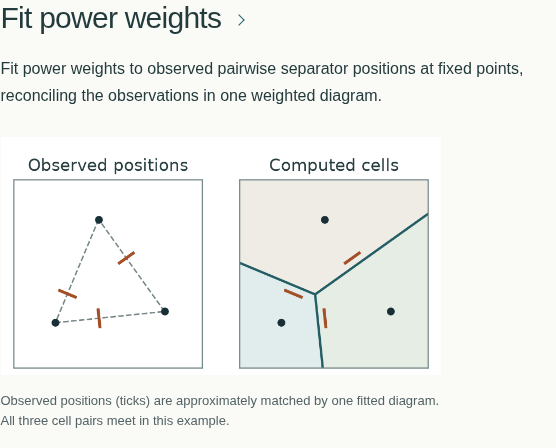 Fit power weights >
Fit power weights to observed pairwise separator positions at fixed points,
reconciling the observations in one weighted diagram.
Observed positions
Computed cells
Observed positions (ticks) are approximately matched by one fitted diagram.
All three cell pairs meet in this example.